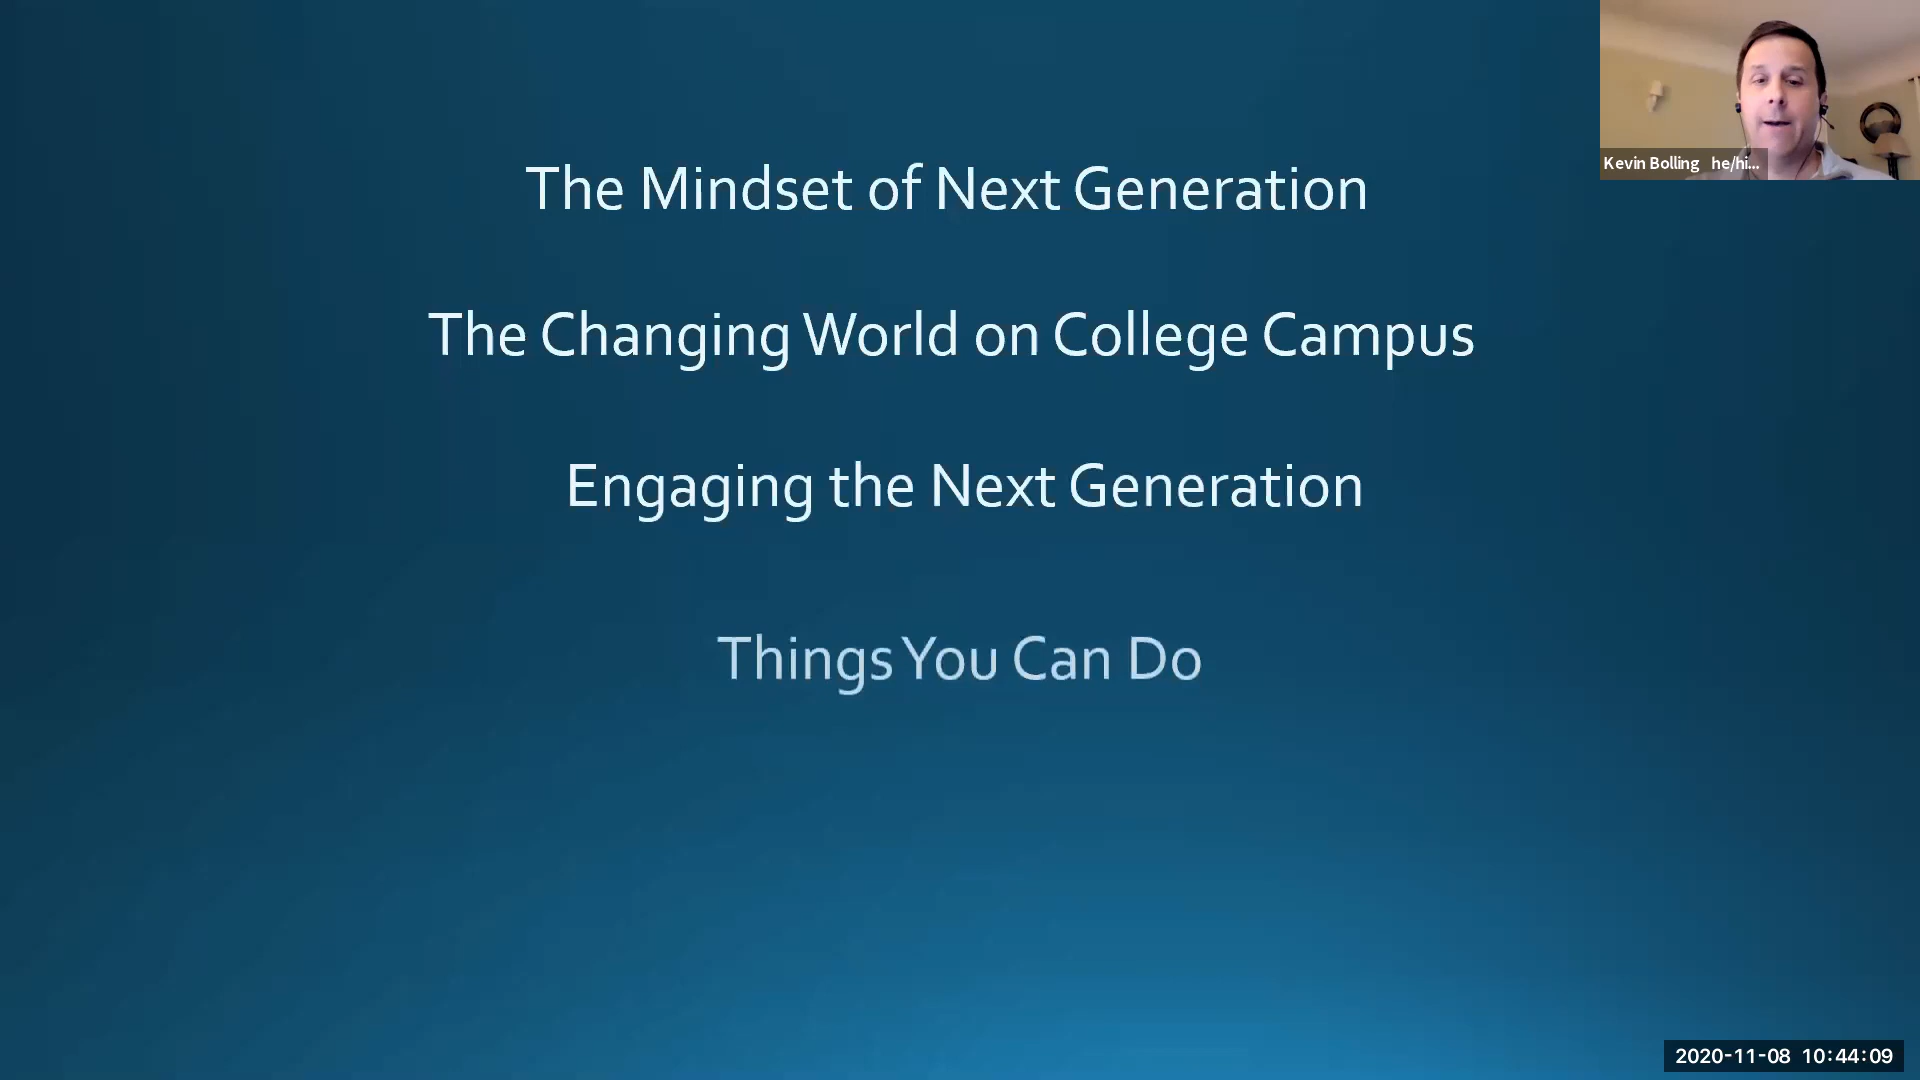 The Mindset of Next Generation
The Changing World on College Campus
Engaging the Next Generation
Things You Can Do
Kevin Bolling he/hi...
2020-11-08 10:44:09